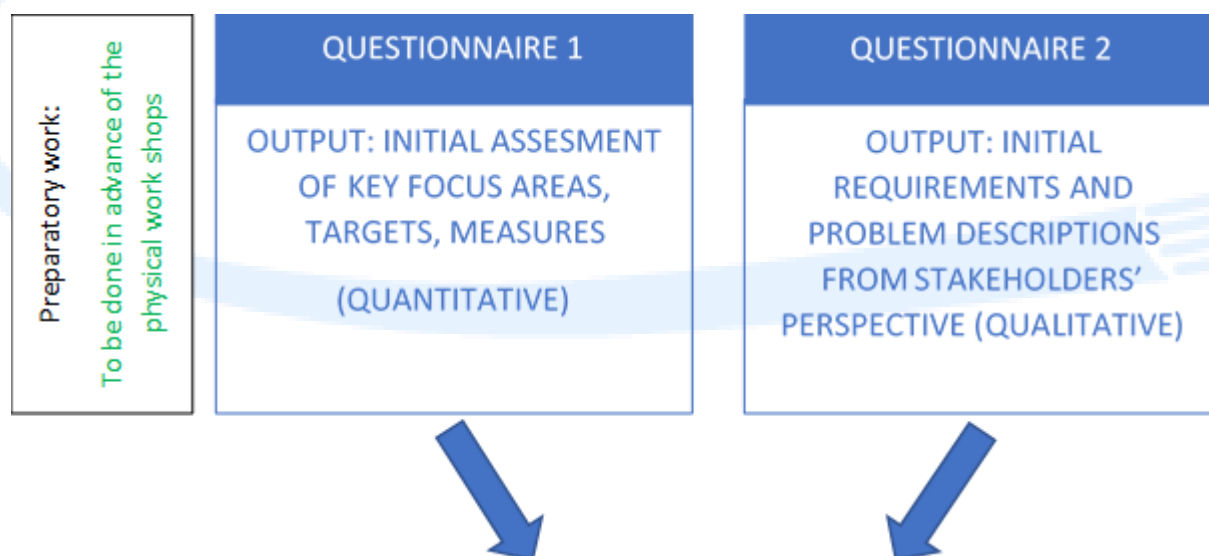 Preparatory work:
To be done in advance of the
physical work shops
QUESTIONNAIRE 1
OUTPUT: INITIAL ASSESMENT
OF KEY FOCUS AREAS,
TARGETS, MEASURES
(QUANTITATIVE)
QUESTIONNAIRE 2
OUTPUT: INITIAL
REQUIREMENTS AND
PROBLEM DESCRIPTIONS
FROM STAKEHOLDERS’
PERSPECTIVE (QUALITATIVE)